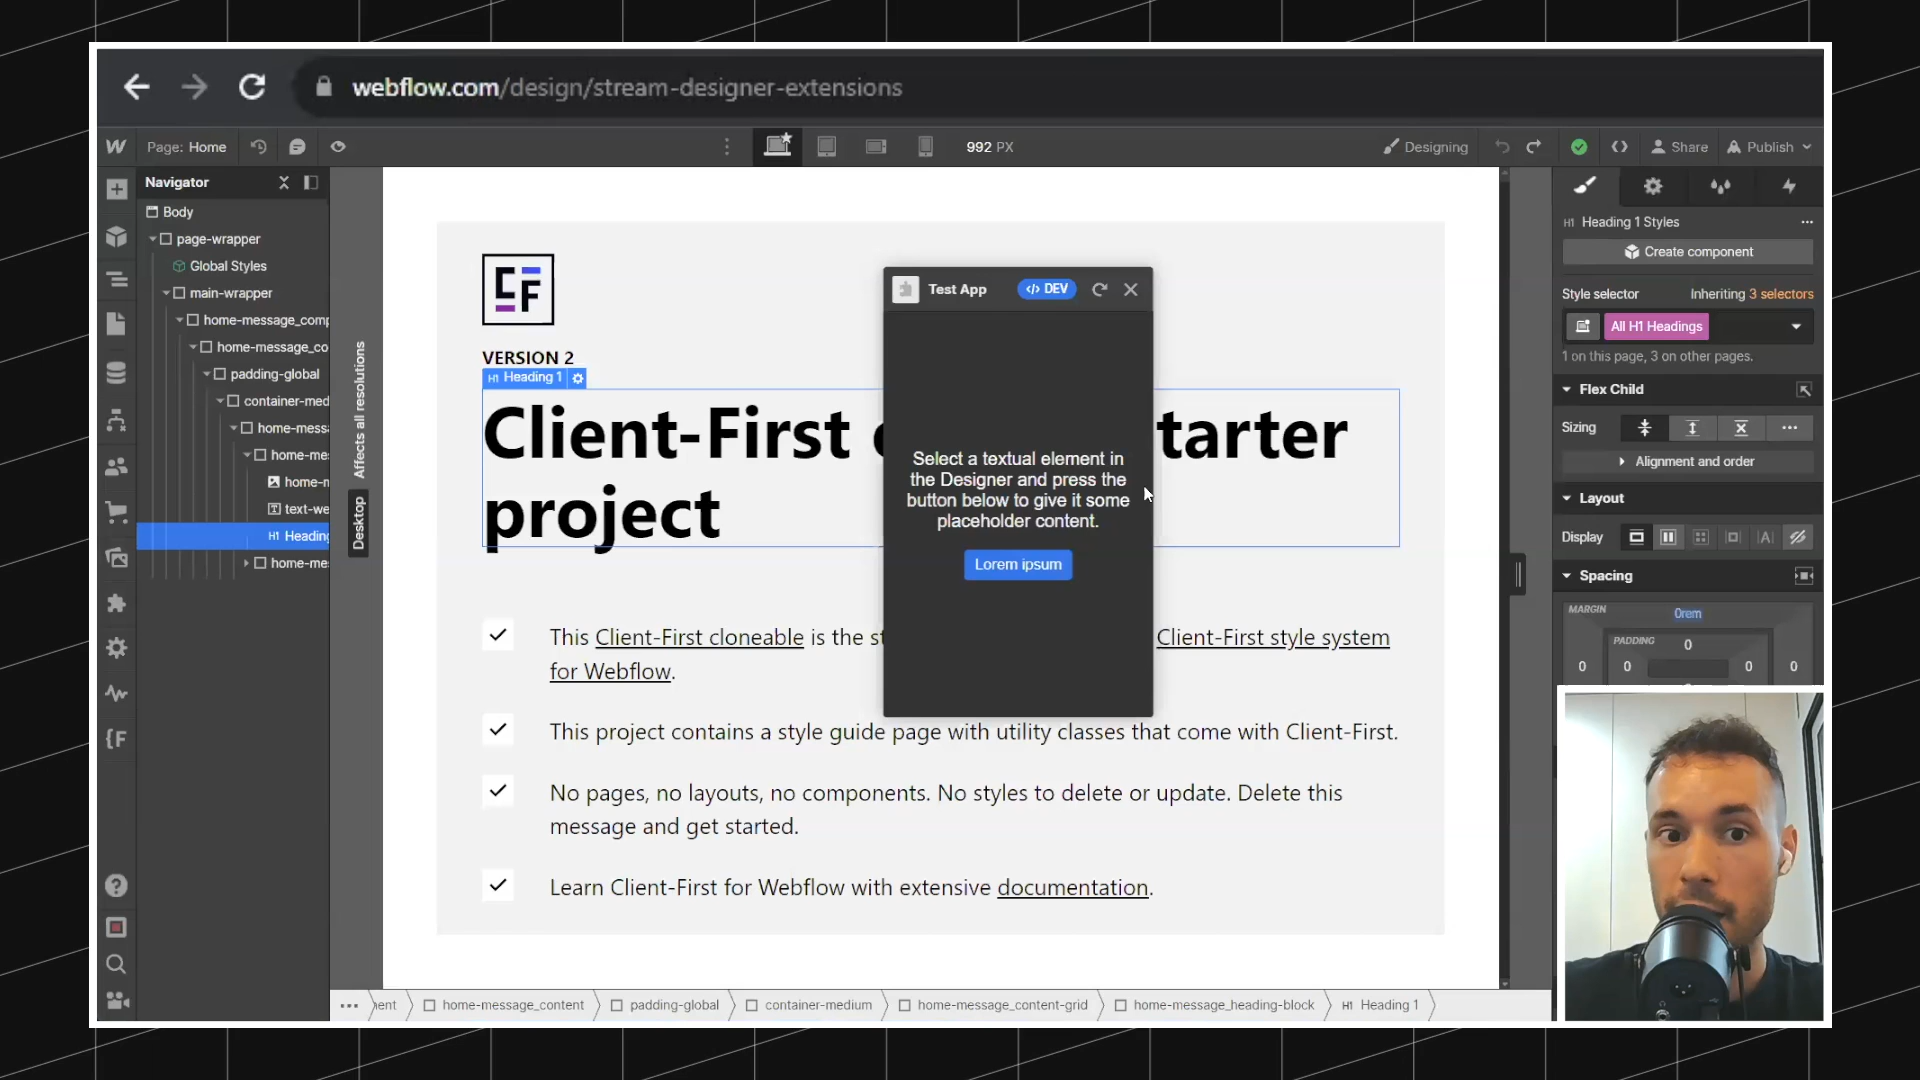 webflow.com/design/stream-designer-extensions
Page: Home
992 PX
Designing
Share
Publish
Navigator
Body
page-wrapper
Global Styles
main-wrapper
home-message_comp
home-message_co
padding-global
container-med
home-mess
home-me
home-m
text-we
H1 Heading
home-me
{F
Affects all resolutions
Desktop
CF
VERSION 2
H1 Heading 1
Client-First tarter
project
This Client-First cloneable is the st Client-First style system
for Webflow.
This project contains a style guide page with utility classes that come with Client-First.
No pages, no layouts, no components. No styles to delete or update. Delete this
message and get started.
Learn Client-First for Webflow with extensive documentation.
Test App
</> DEV
Select a textual element in
the Designer and press the
button below to give it some
placeholder content.
Lorem ipsum
H1 Heading 1 Styles
Create component
Style selector
Inheriting 3 selectors
All H1 Headings
1 on this page, 3 on other pages.
Flex Child
Sizing
Alignment and order
Layout
Display
Spacing
MARGIN
0rem
PADDING
0
0 0 0 0
nent
home-message_content
padding-global
container-medium
home-message_content-grid
home-message_heading-block
H1 Heading 1